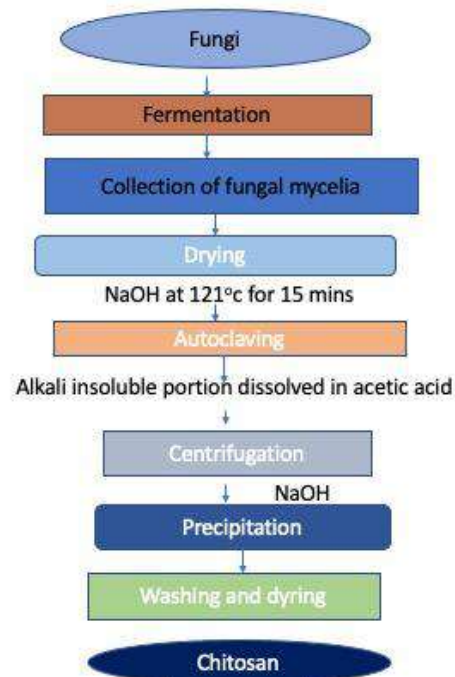 Fungi
Fermentation
Collection of fungal mycelia
Drying
NaOH at 121°c for 15 mins
Autoclaving
Alkali insoluble portion dissolved in acetic acid
Centrifugation
NaOH
Precipitation
Washing and dyring
Chitosan